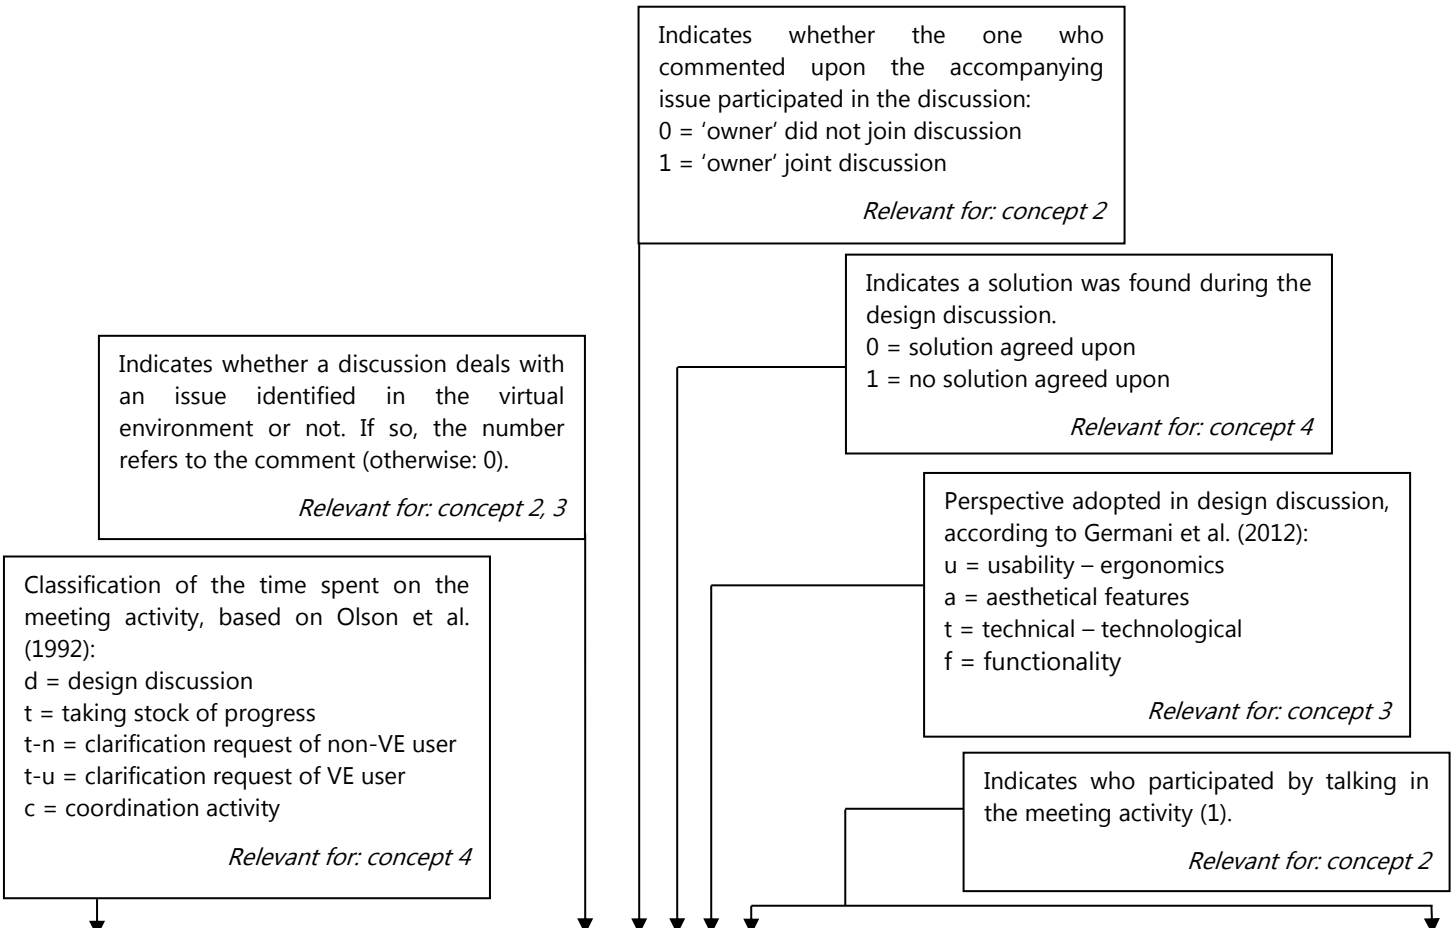 Indicates whether the one who
commented upon the accompanying
issue participated in the discussion:
0 = ‘owner’ did not join discussion
1 = ‘owner’ joint discussion
Relevant for: concept 2
Indicates a solution was found during the
design discussion.
0 = solution agreed upon
1 = no solution agreed upon
Relevant for: concept 4
Indicates whether a discussion deals with
an issue identified in the virtual
environment or not. If so, the number
refers to the comment (otherwise: 0).
Relevant for: concept 2, 3
Perspective adopted in design discussion,
according to Germani et al. (2012):
u = usability – ergonomics
a = aesthetical features
t = technical – technological
f = functionality
Relevant for: concept 3
Classification of the time spent on the
meeting activity, based on Olson et al.
(1992):
d = design discussion
t = taking stock of progress
t-n = clarification request of non-VE user
t-u = clarification request of VE user
c = coordination activity
Relevant for: concept 4
Indicates who participated by talking in
the meeting activity (1).
Relevant for: concept 2